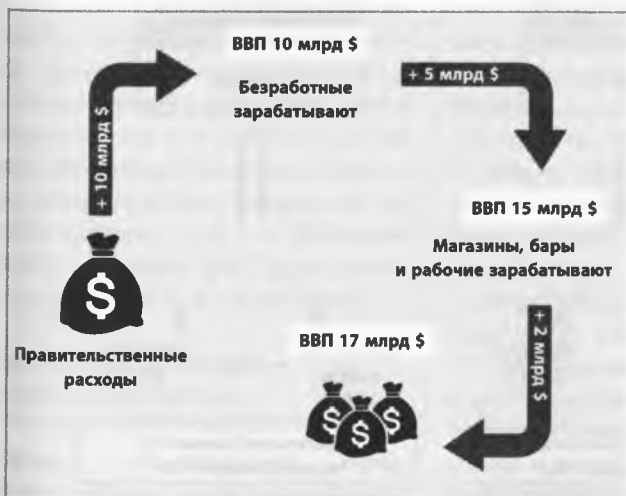 ВВП 10 млрд $
Безработные
зарабатывают
+ 10 млрд $
+ 5 млрд $
ВВП 15 млрд $
Магазины, бары
и рабочие зарабатывают
$
Правительственные
расходы
+ 2 млрд $
ВВП 17 млрд $
$ $ $